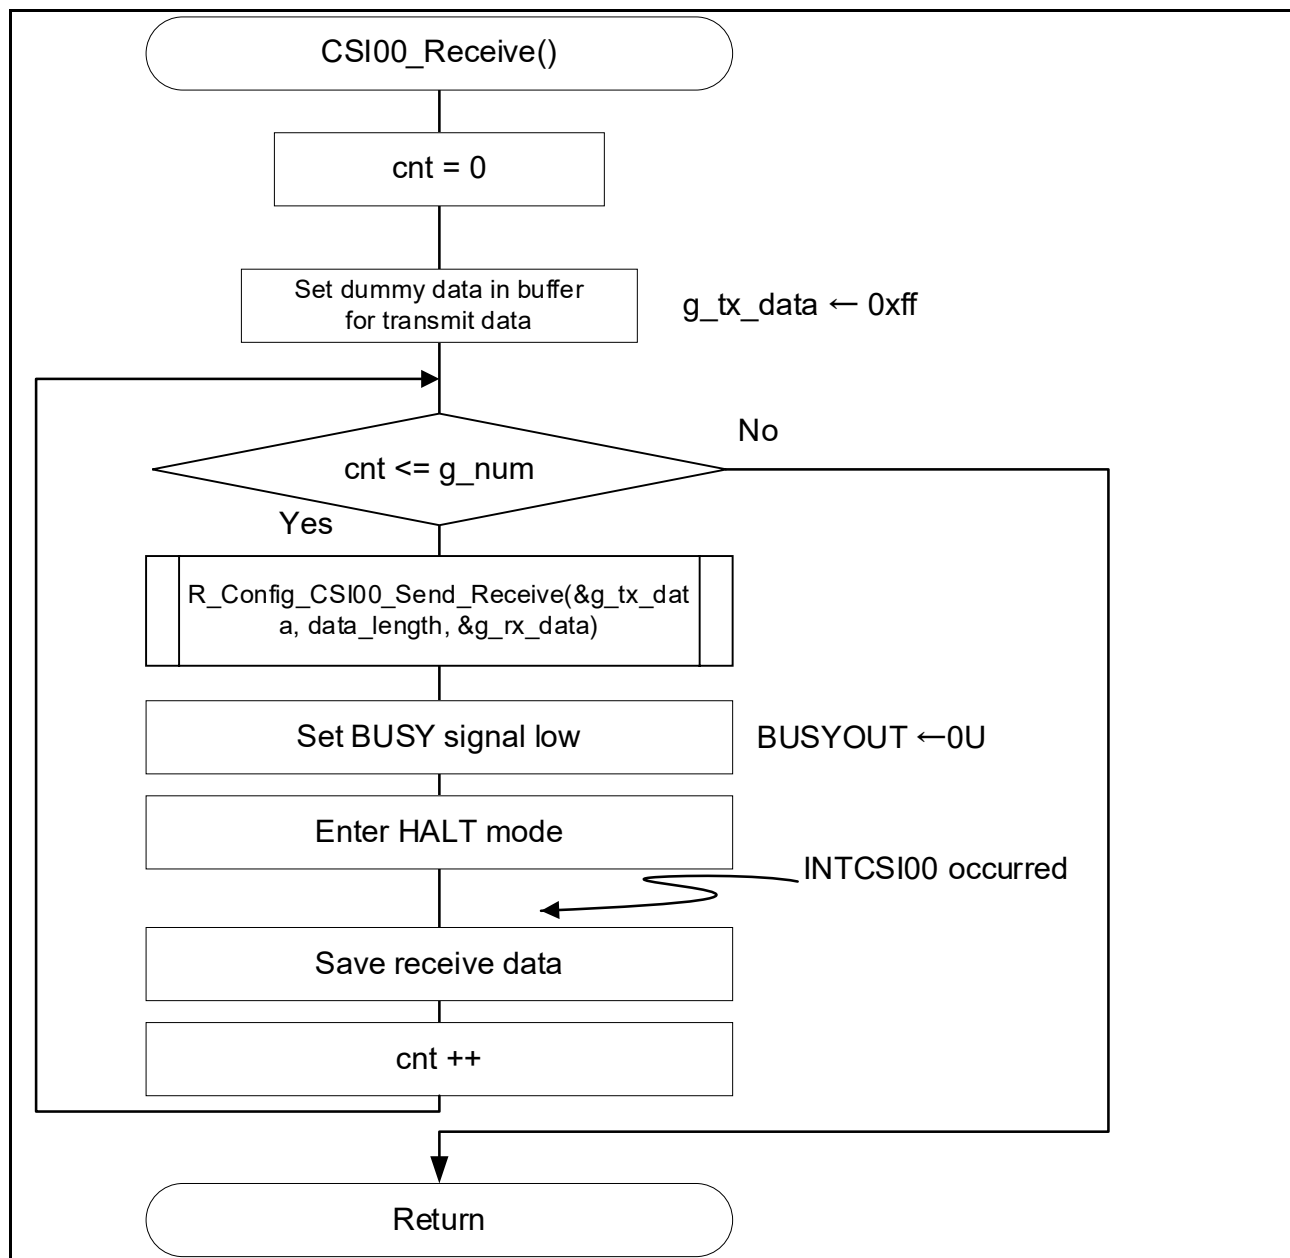 CSI00_Receive()
cnt = 0
Set dummy data in buffer
for transmit data
g_tx_data ← 0xff
cnt <= g_num
No
Yes
R_Config_CSI00_Send_Receive(&g_tx_dat
a, data_length, &g_rx_data)
Set BUSY signal low
BUSYOUT ←0U
Enter HALT mode
INTCSI00 occurred
Save receive data
cnt ++
Return